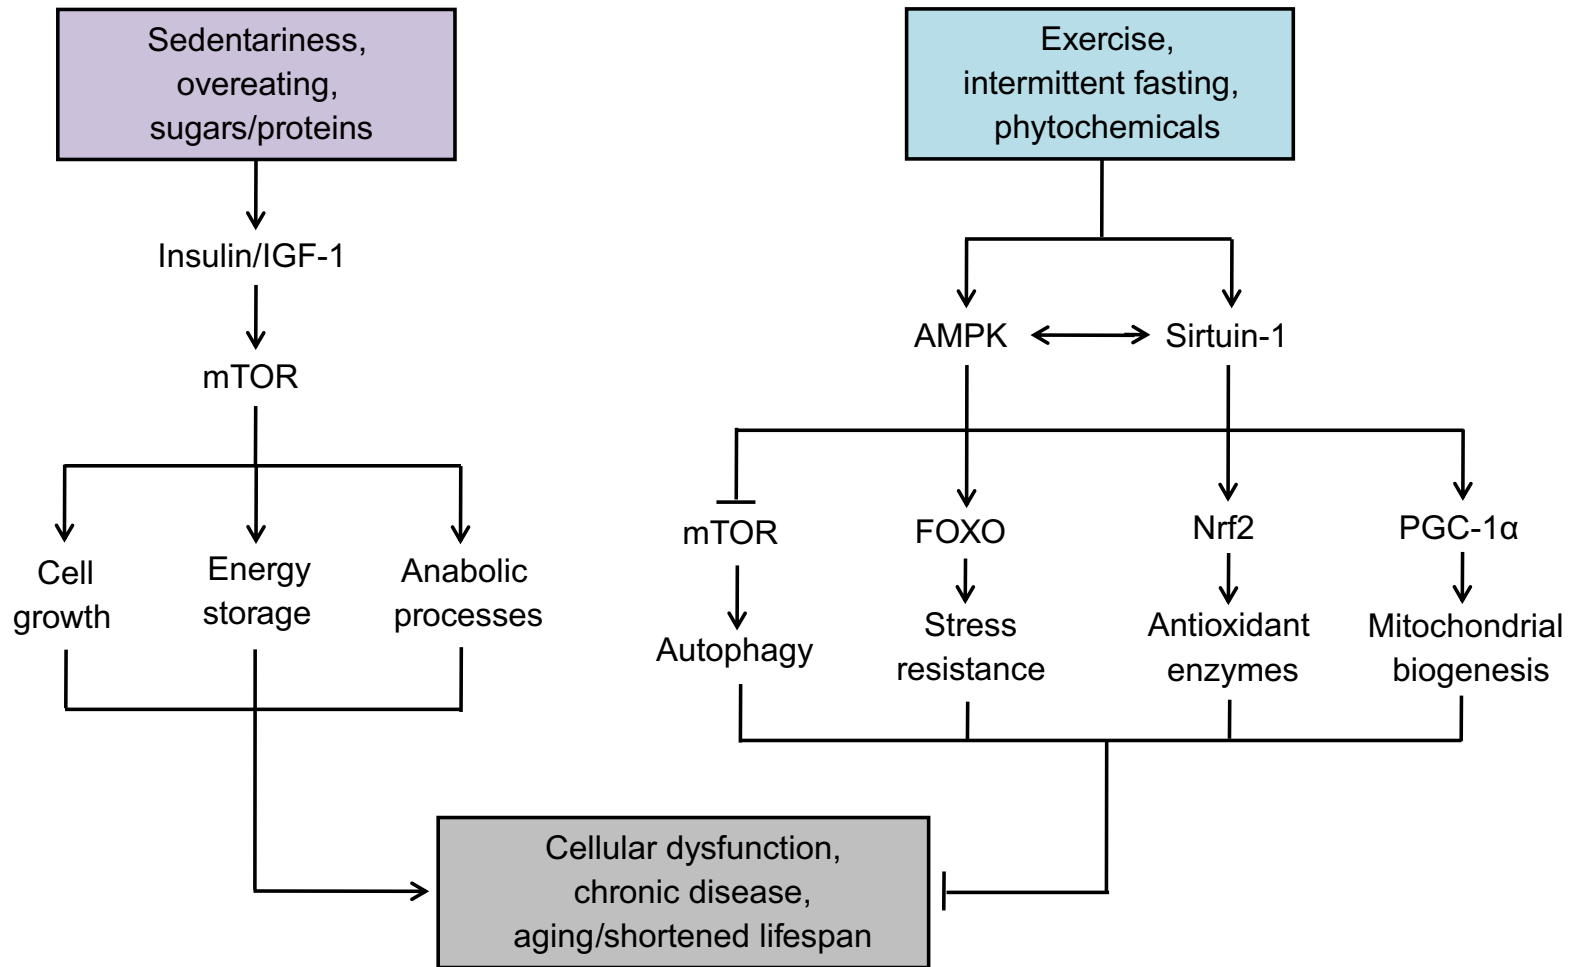 Sedentariness,
overeating,
sugars/proteins
Insulin/IGF-1
mTOR
Cell
growth
Energy
storage
Anabolic
processes
Exercise,
intermittent fasting,
phytochemicals
AMPK
Sirtuin-1
mTOR
FOXO
Nrf2
PGC-1α
Autophagy
Stress
resistance
Antioxidant
enzymes
Mitochondrial
biogenesis
Cellular dysfunction,
chronic disease,
aging/shortened lifespan